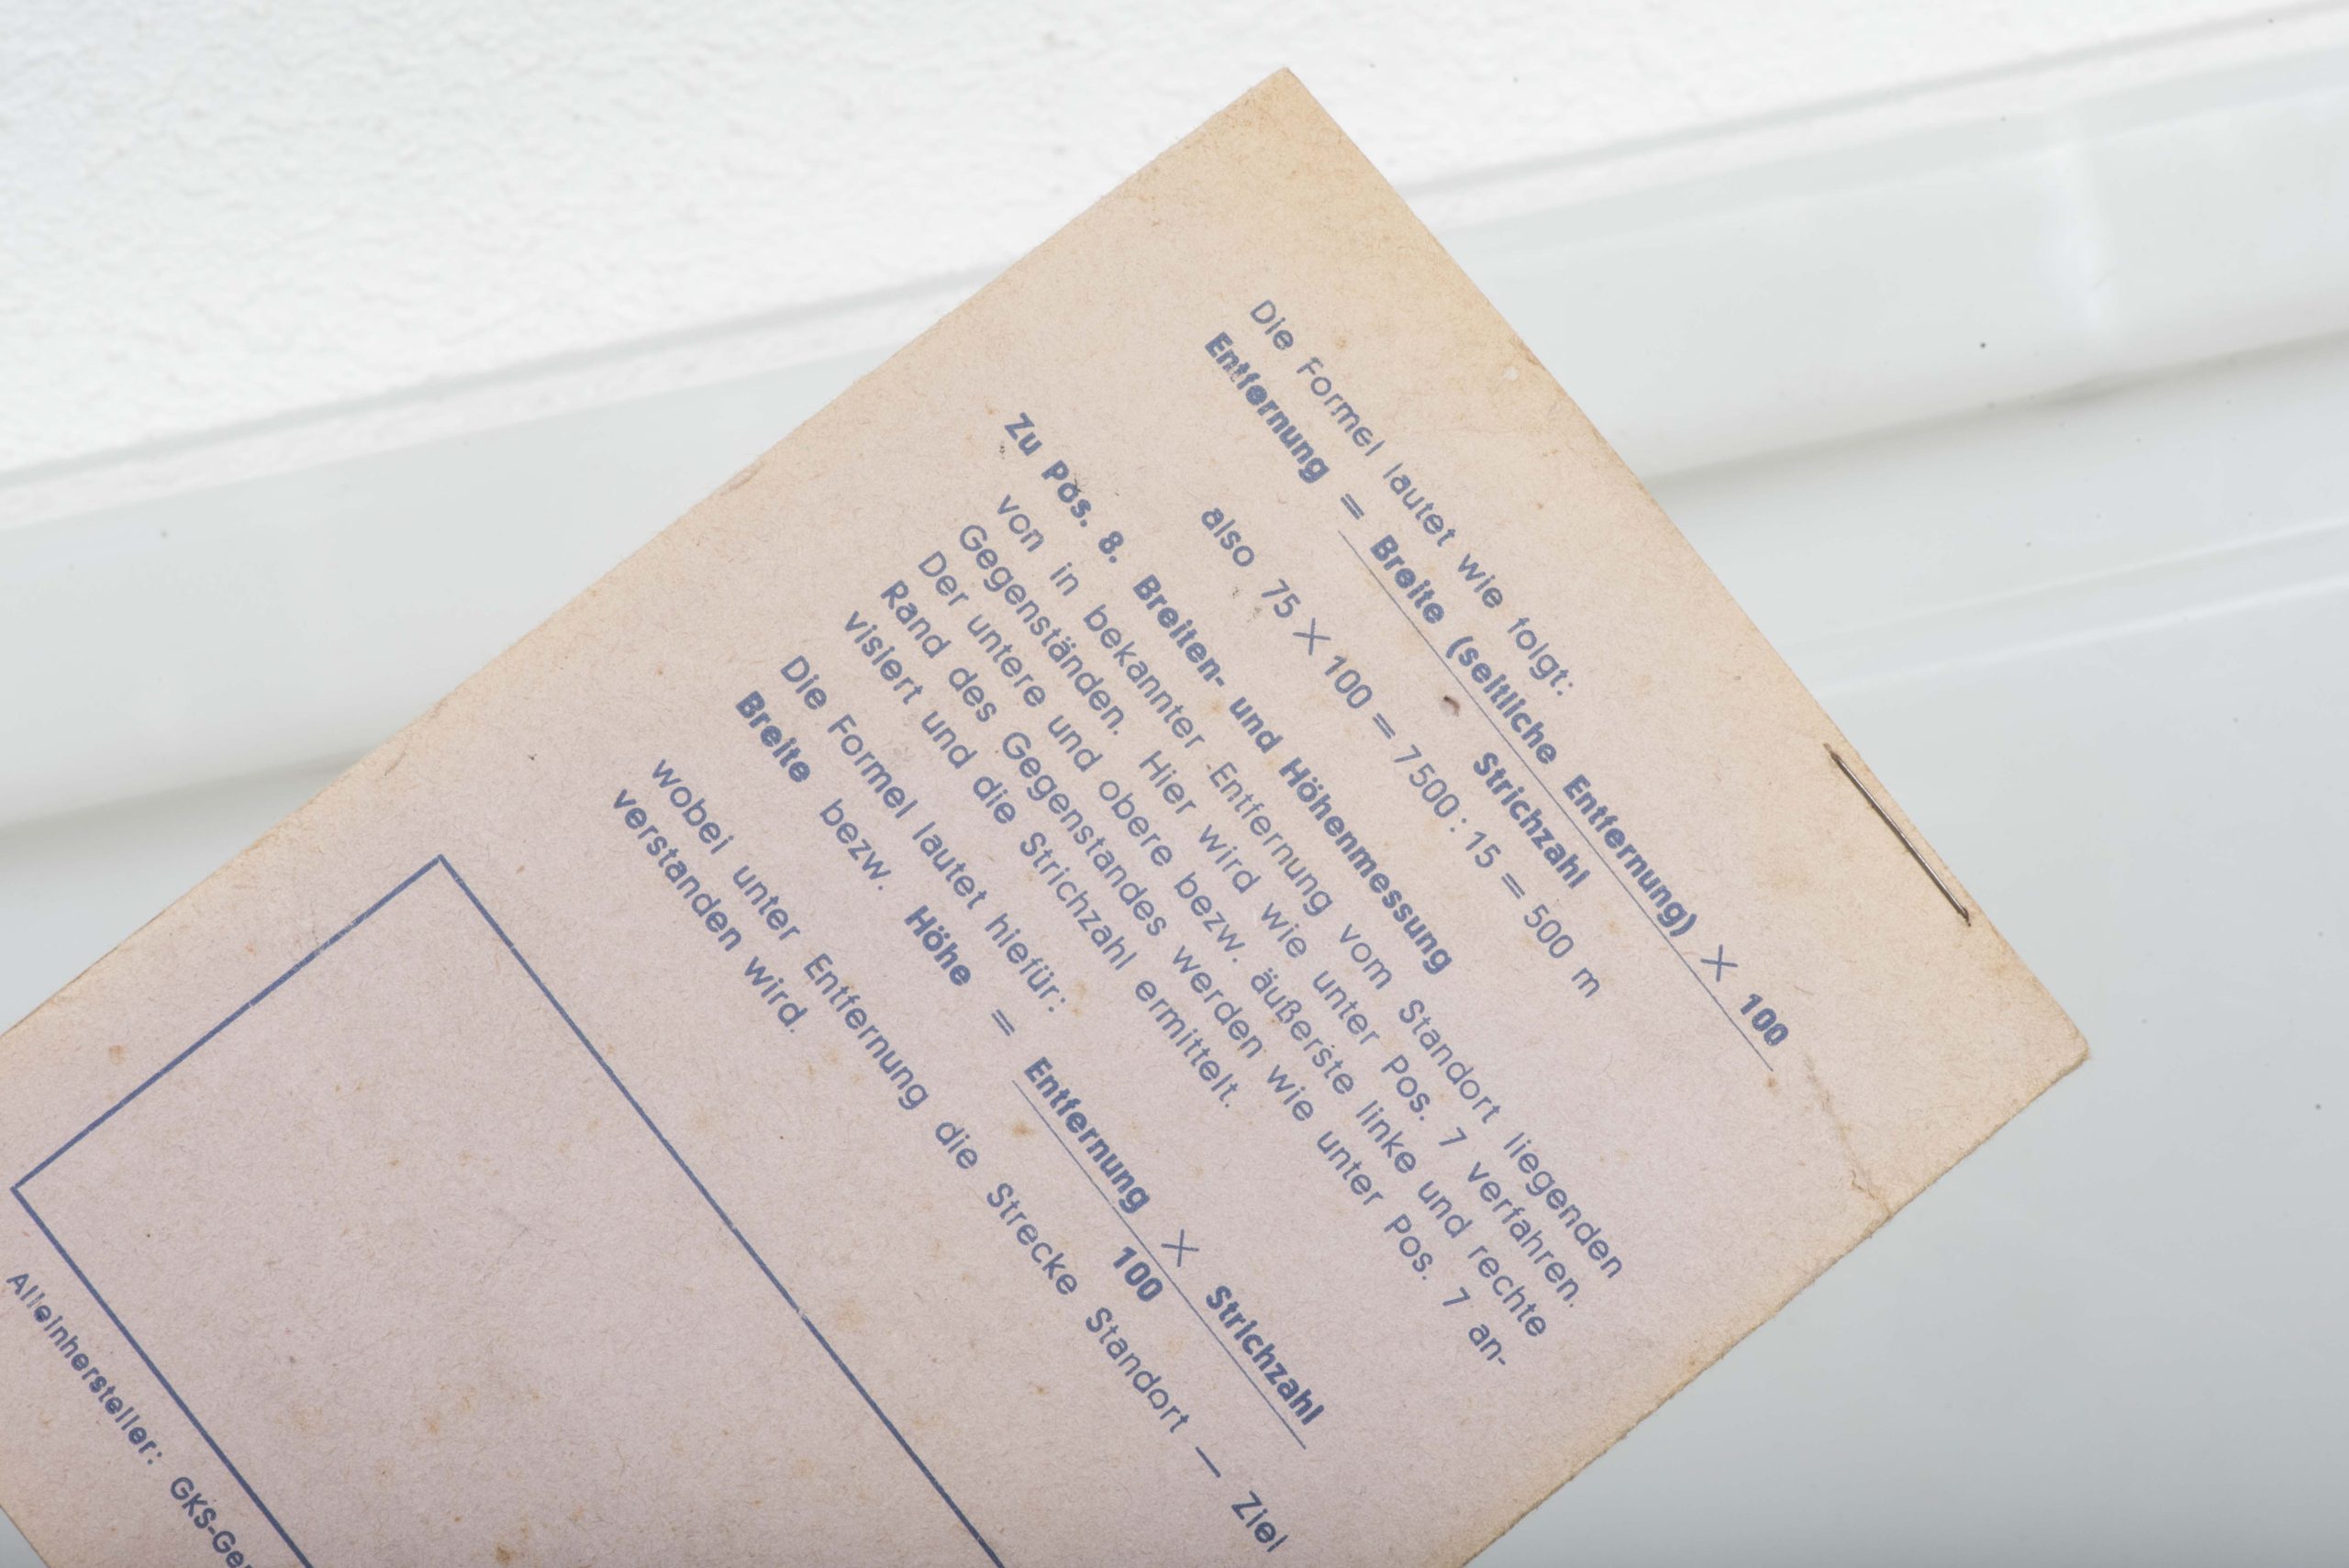 Die Formel lautet wie folgt:
Entfernung = Breite (seitliche Entfernung) × 100
Strichzahl
also 75 × 100 = 7500 : 15 = 500 m
Zu Pos. 8. Breiten- und Höhenmessung
von in bekannter Entfernung vom Standort liegenden
Gegenständen. Hier wird wie unter Pos. 7 verfahren.
Der untere und obere bezw. äußerste linke und rechte
Rand des Gegenstandes werden wie unter Pos. 7 an-
visiert und die Strichzahl ermittelt.
Die Formel lautet hiefür:
Breite bezw. Höhe = Entfernung × Strichzahl
100
wobei unter Entfernung die Strecke Standort — Ziel
verstanden wird.
Alleinhersteller: GKS-Ge